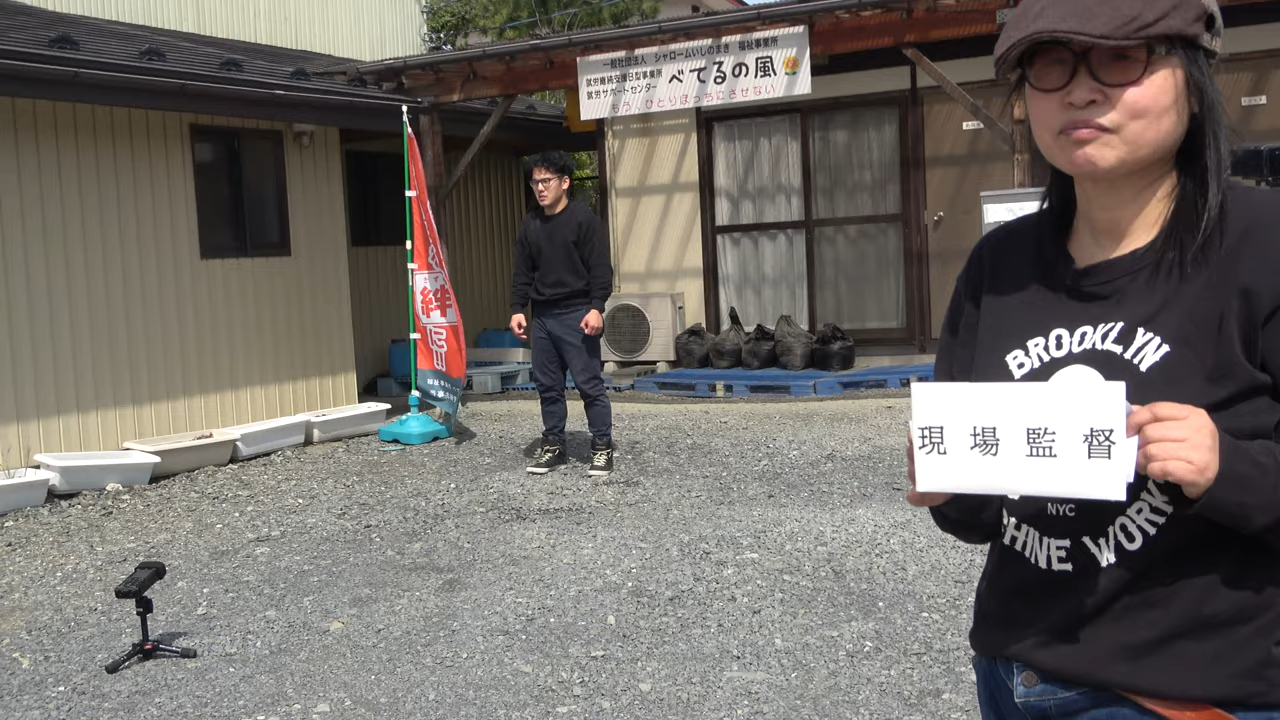 一般社団法人 シャロームいしのまき 福祉事業所
就労継続支援B型事業所
就労サポートセンター
べてるの風
もう ひとりぼっちにさせない
絆
に!!
BROOKLYN
現場監督
NYC
HINE WORK